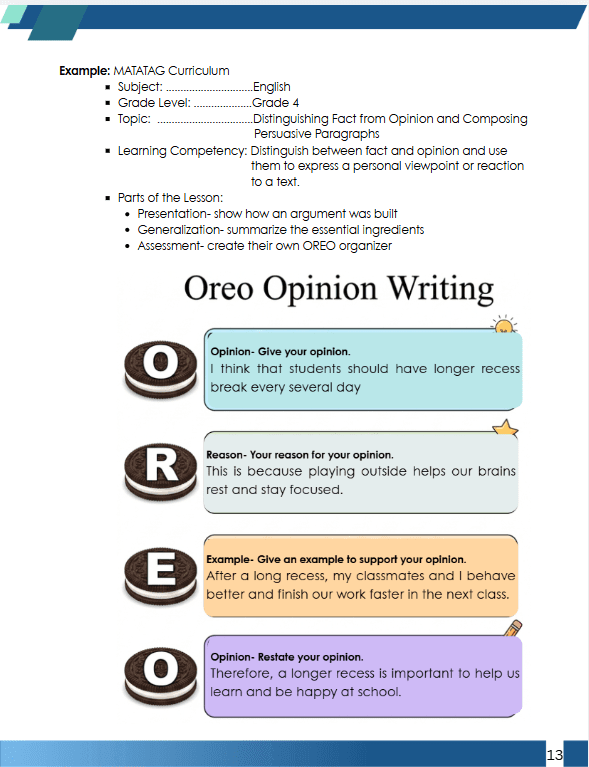 Example: MATATAG Curriculum
▪ Subject: ..............................English
▪ Grade Level: ....................Grade 4
▪ Topic: .................................Distinguishing Fact from Opinion and Composing
Persuasive Paragraphs
▪ Learning Competency: Distinguish between fact and opinion and use
them to express a personal viewpoint or reaction
to a text.
▪ Parts of the Lesson:
• Presentation- show how an argument was built
• Generalization- summarize the essential ingredients
• Assessment- create their own OREO organizer
Oreo Opinion Writing
O
Opinion- Give your opinion.
I think that students should have longer recess
break every several day
R
Reason- Your reason for your opinion.
This is because playing outside helps our brains
rest and stay focused.
E
Example- Give an example to support your opinion.
After a long recess, my classmates and I behave
better and finish our work faster in the next class.
O
Opinion- Restate your opinion.
Therefore, a longer recess is important to help us
learn and be happy at school.
13